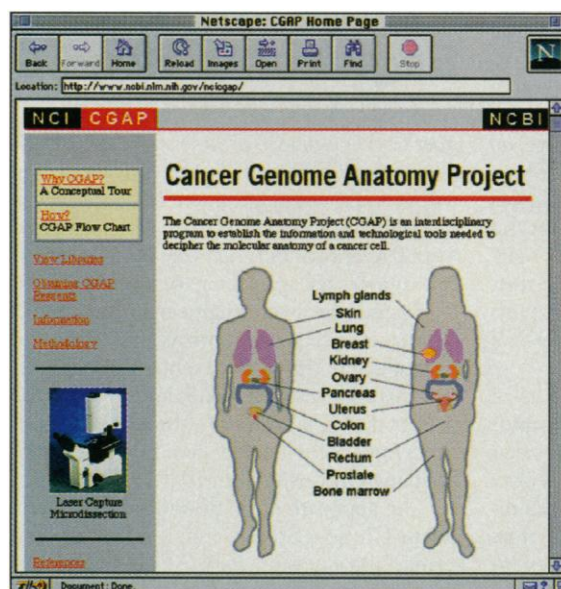 Netscape: CGAP Home Page
Back Forward Home Reload Images Open Print Find Stop
N
Location: http://www.ncbi.nlm.nih.gov/ncicgap/
NCI CGAP
NCBI
Why CGAP?
A Conceptual Tour
How?
CGAP Flow Chart
View Libraries
Obtaining CGAP
Reagents
Information
Methodology
Laser Capture
Microdissection
References
Cancer Genome Anatomy Project
The Cancer Genome Anatomy Project (CGAP) is an interdisciplinary
program to establish the information and technological tools needed to
decipher the molecular anatomy of a cancer cell.
Lymph glands
Skin
Lung
Breast
Kidney
Ovary
Pancreas
Uterus
Colon
Bladder
Rectum
Prostate
Bone marrow
Document: Done.